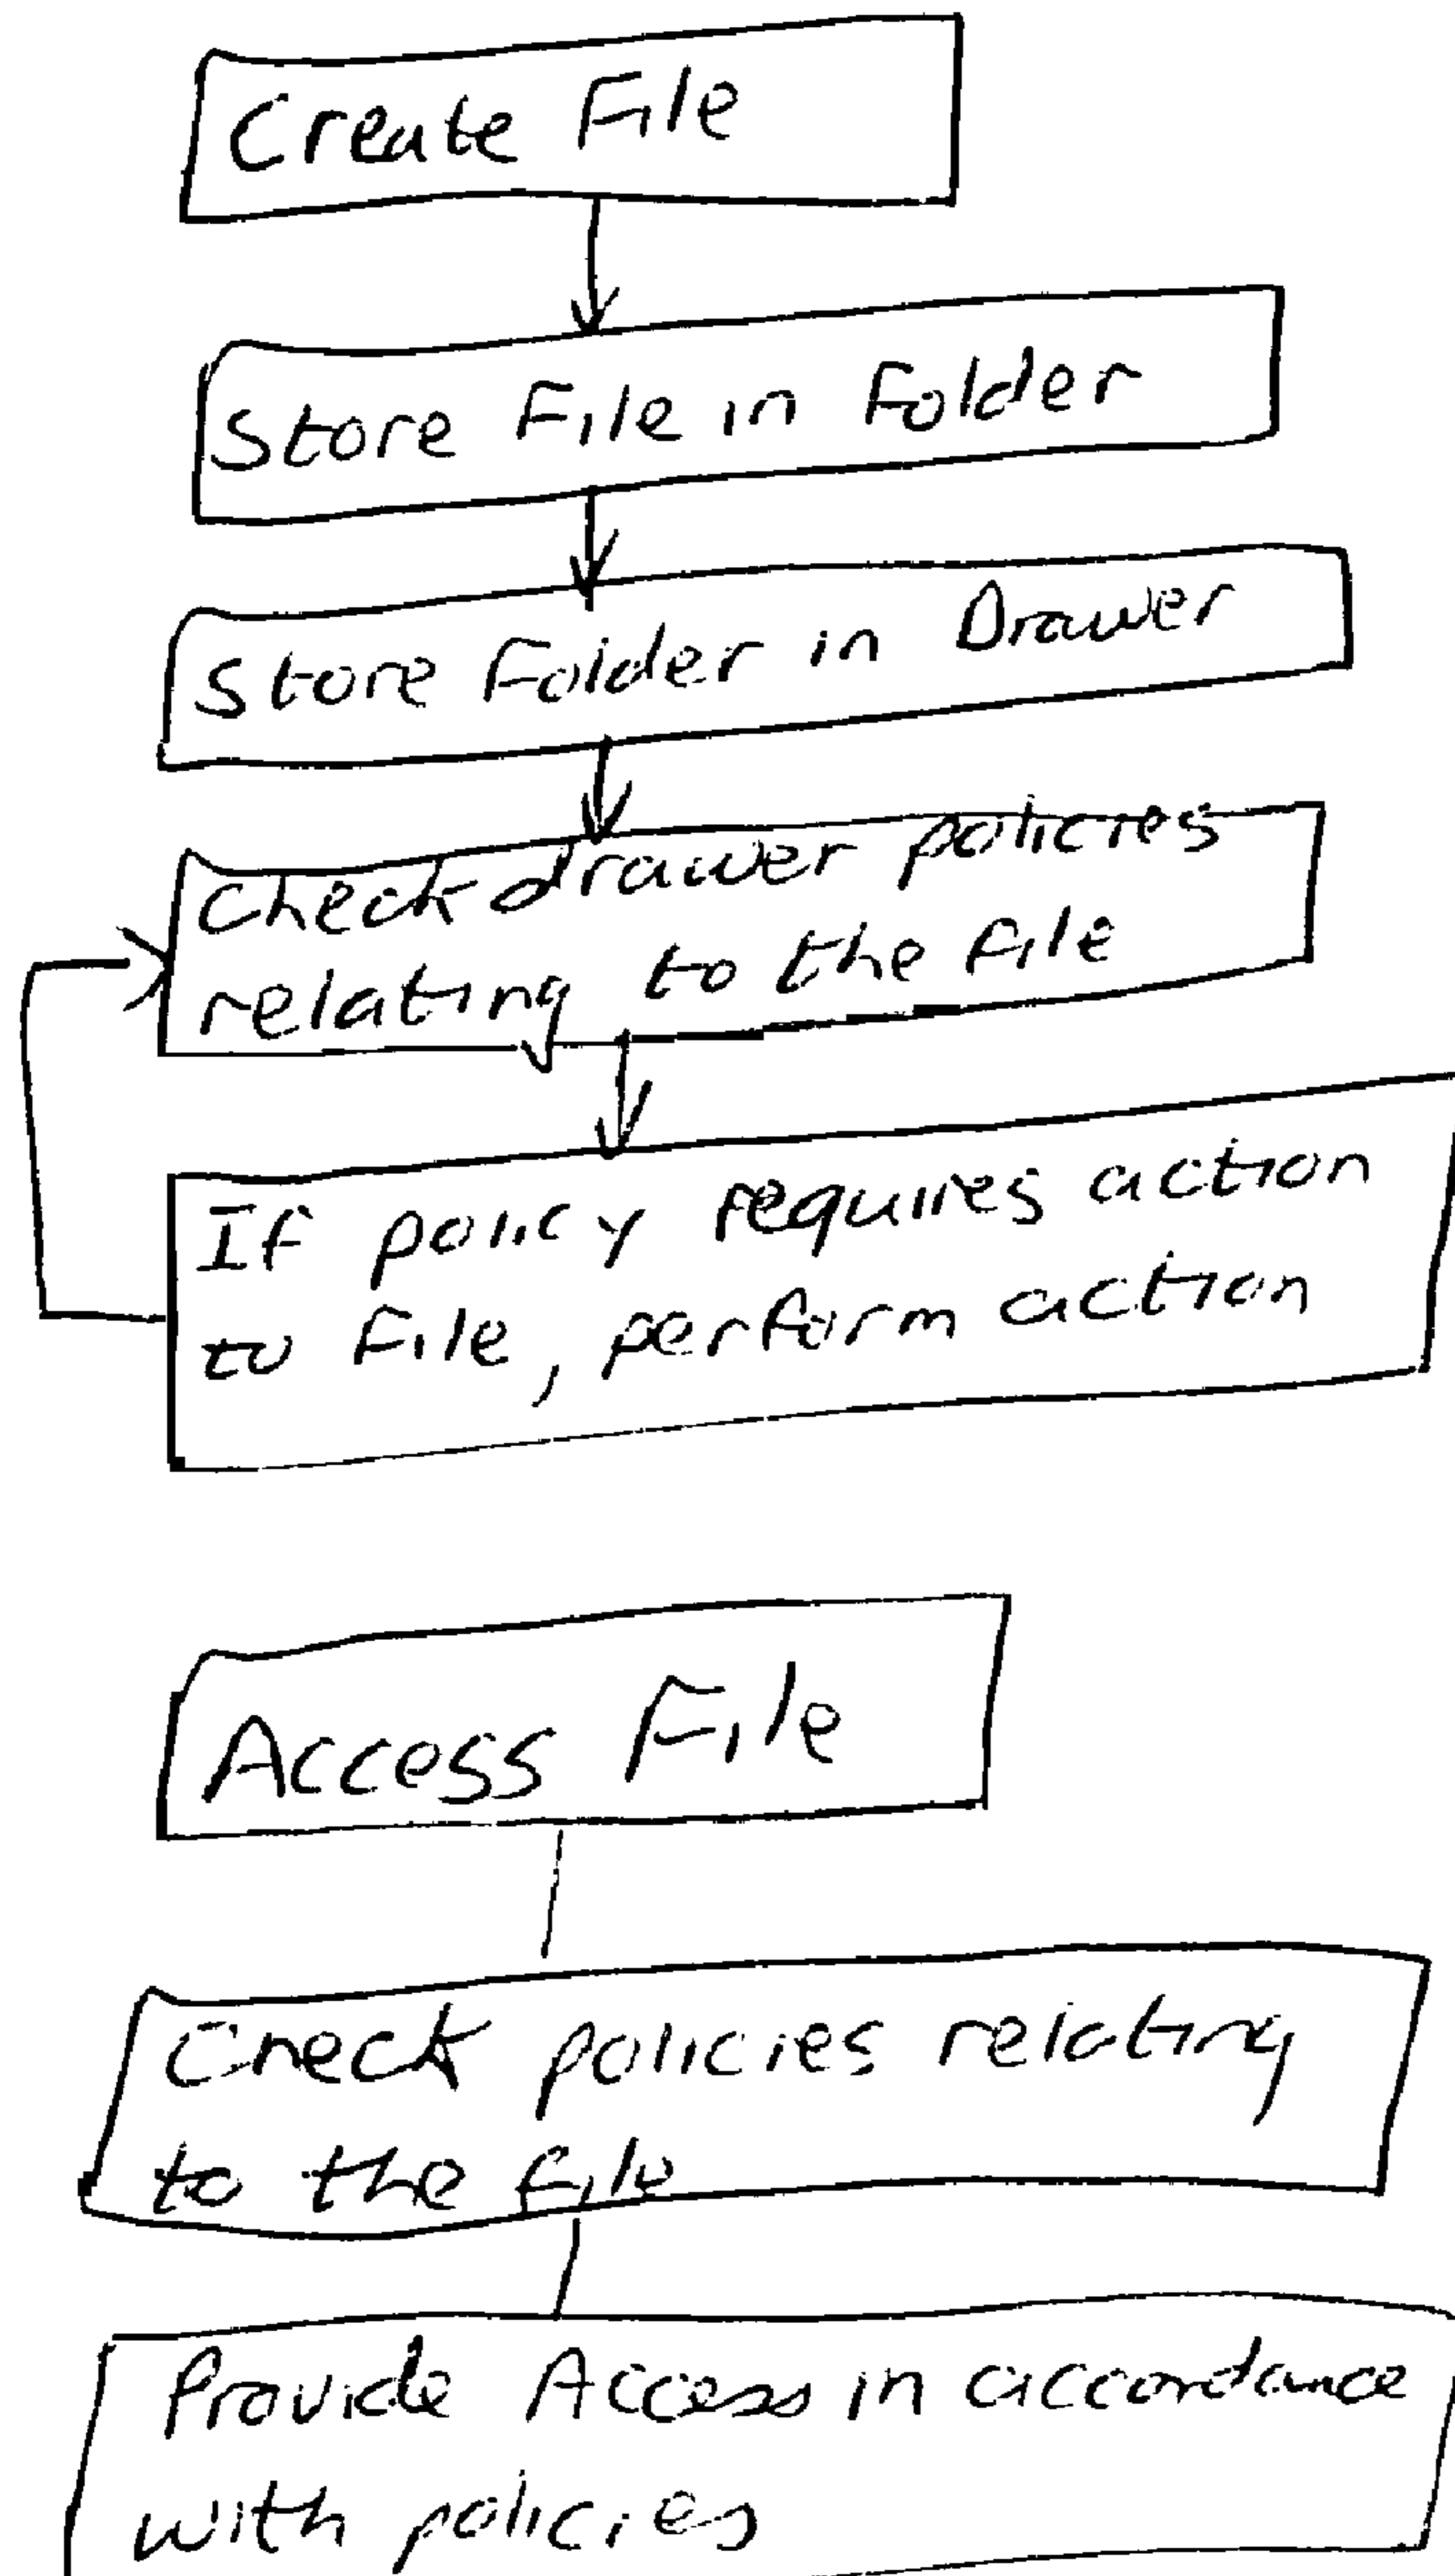 Create File
Store File in Folder
Store Folder in Drawer
Check drawer policies
relating to the file
If policy requires action
to File, perform action
Access File
Check policies relating
to the file
Provide Access in accordance
with policies